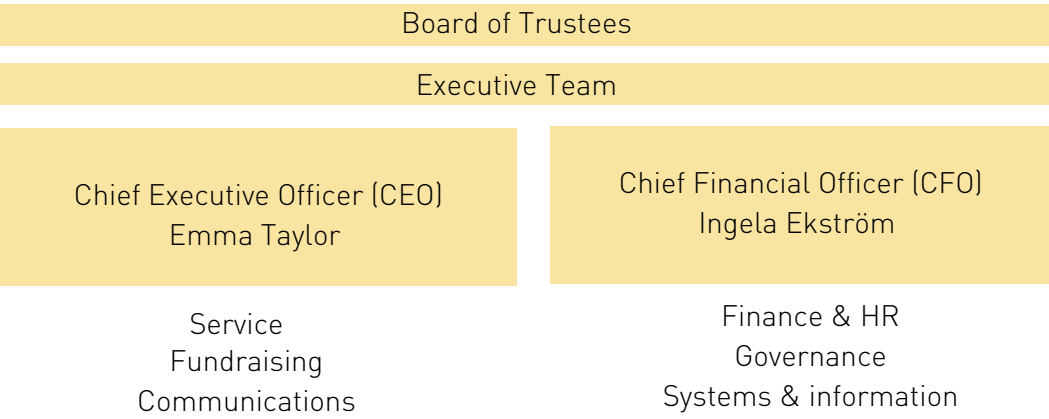 Board of Trustees
Executive Team
Chief Executive Officer (CEO)
Emma Taylor
Service
Fundraising
Communications
Chief Financial Officer (CFO)
Ingela Ekström
Finance & HR
Governance
Systems & information